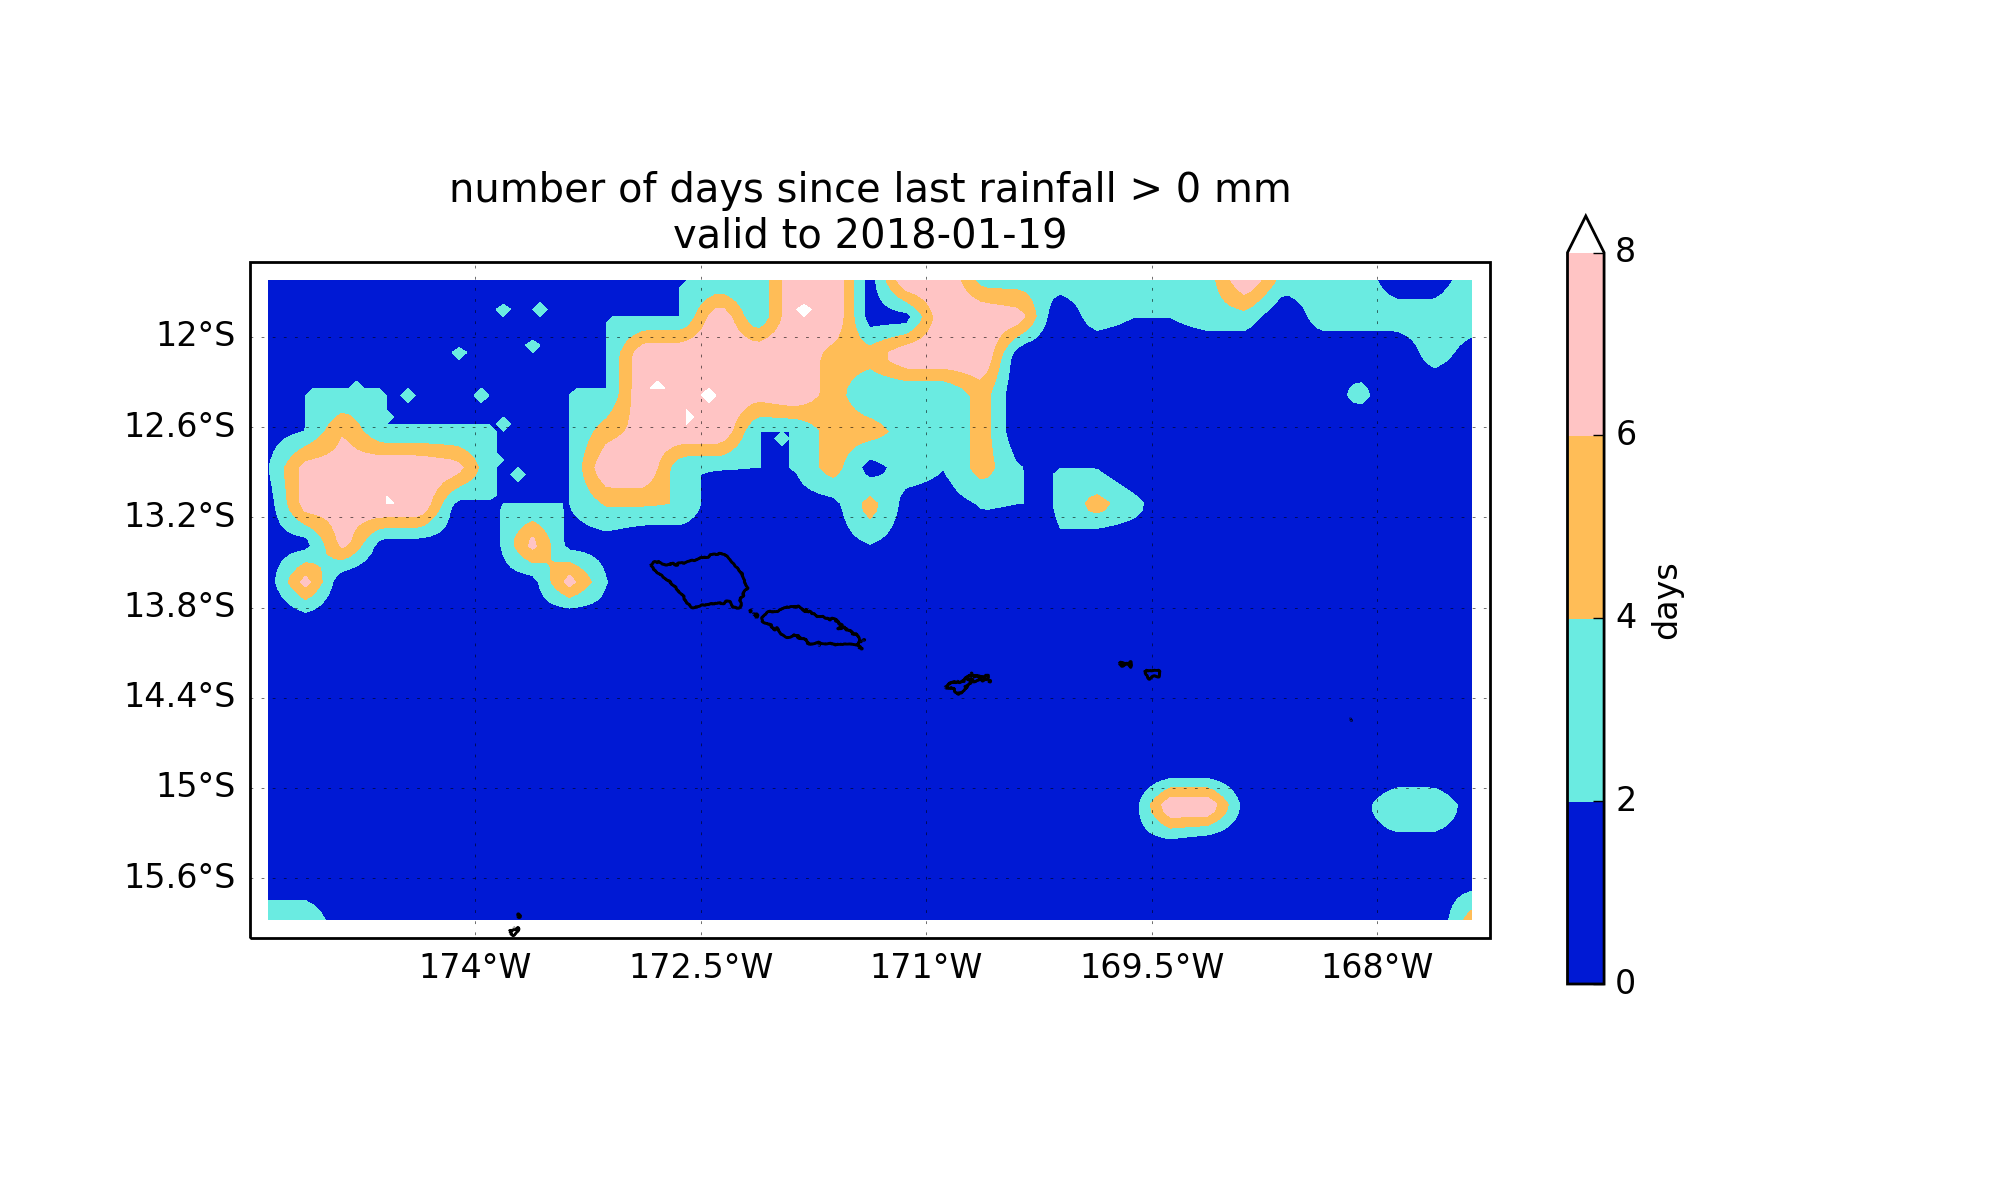 number of days since last rainfall > 0 mm
valid to 2018-01-19
12°S
12.6°S
13.2°S
13.8°S
14.4°S
15°S
15.6°S
174°W
172.5°W
171°W
169.5°W
168°W
8
6
4
2
0
days